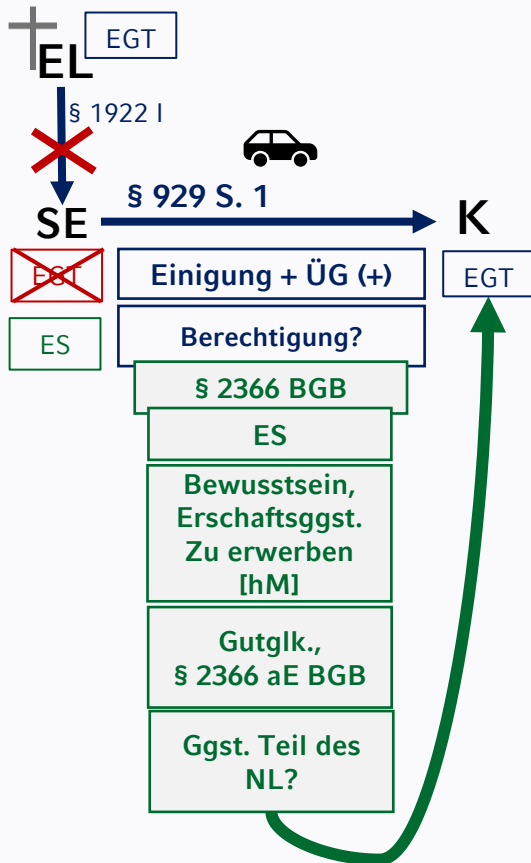 EGT
EL
§ 1922 I
§ 929 S. 1
SE
K
EGT
Einigung + ÜG (+)
EGT
ES
Berechtigung?
§ 2366 BGB
ES
Bewusstsein,
Erschaftsggst.
Zu erwerben
[hM]
Gutglk.,
§ 2366 aE BGB
Ggst. Teil des
NL?